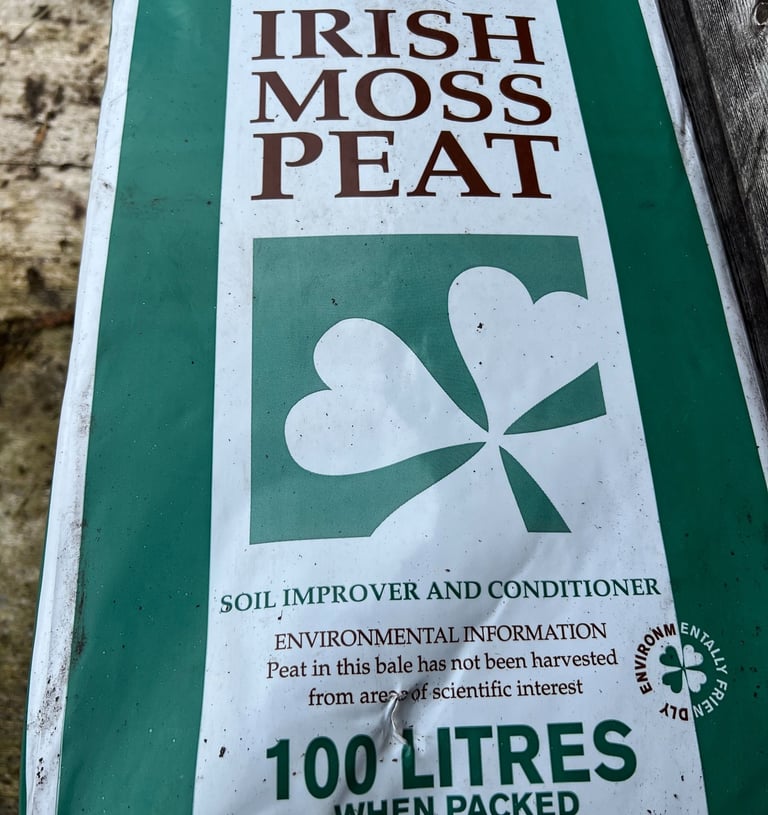 IRISH
MOSS
PEAT
SOIL IMPROVER AND CONDITIONER
ENVIRONMENTAL INFORMATION
Peat in this bale has not been harvested
from areas of scientific interest
ENVIRONMENTALLY FRIENDLY
100 LITRES
WHEN PACKED